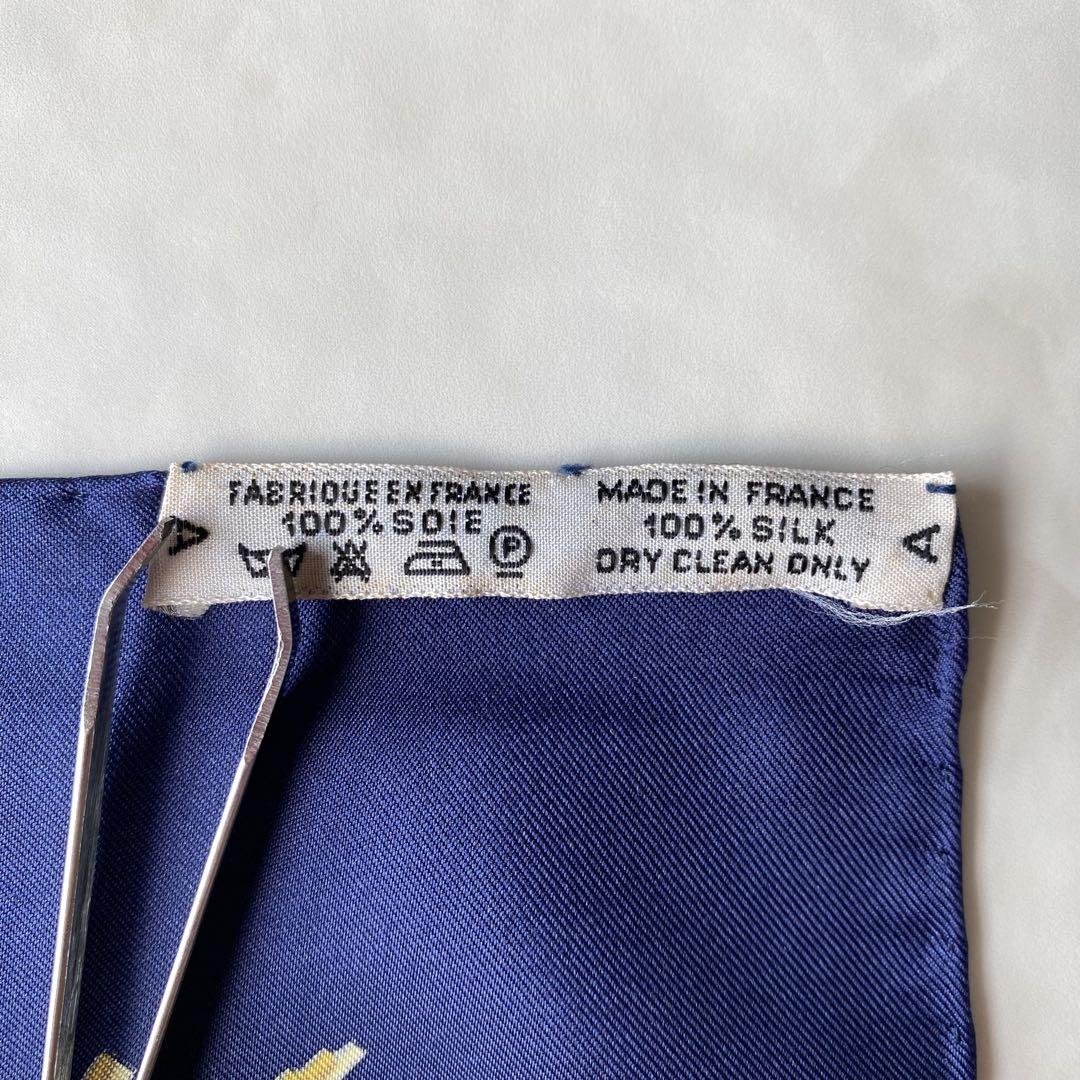 FABRIQUE EN FRANCE
100% SOIE
P
MADE IN FRANCE
100% SILK
DRY CLEAN ONLY
A
A